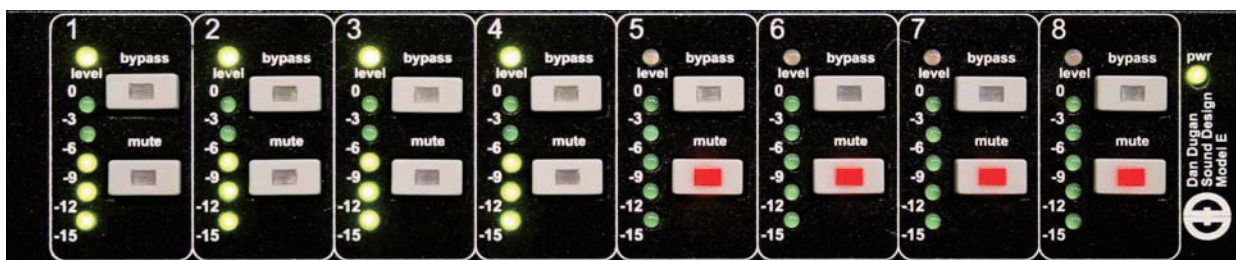 1 2 3 4 5 6 7 8
bypass bypass bypass bypass bypass bypass bypass bypass pwr
level level level level level level level level
0 0 0 0 0 0 0 0
-3 -3 -3 -3 -3 -3 -3 -3
mute mute mute mute mute mute mute mute
-6 -6 -6 -6 -6 -6 -6 -6
-9 -9 -9 -9 -9 -9 -9 -9
-12 -12 -12 -12 -12 -12 -12 -12
-15 -15 -15 -15 -15 -15 -15 -15
Dan Dugan
Sound Design
Model E